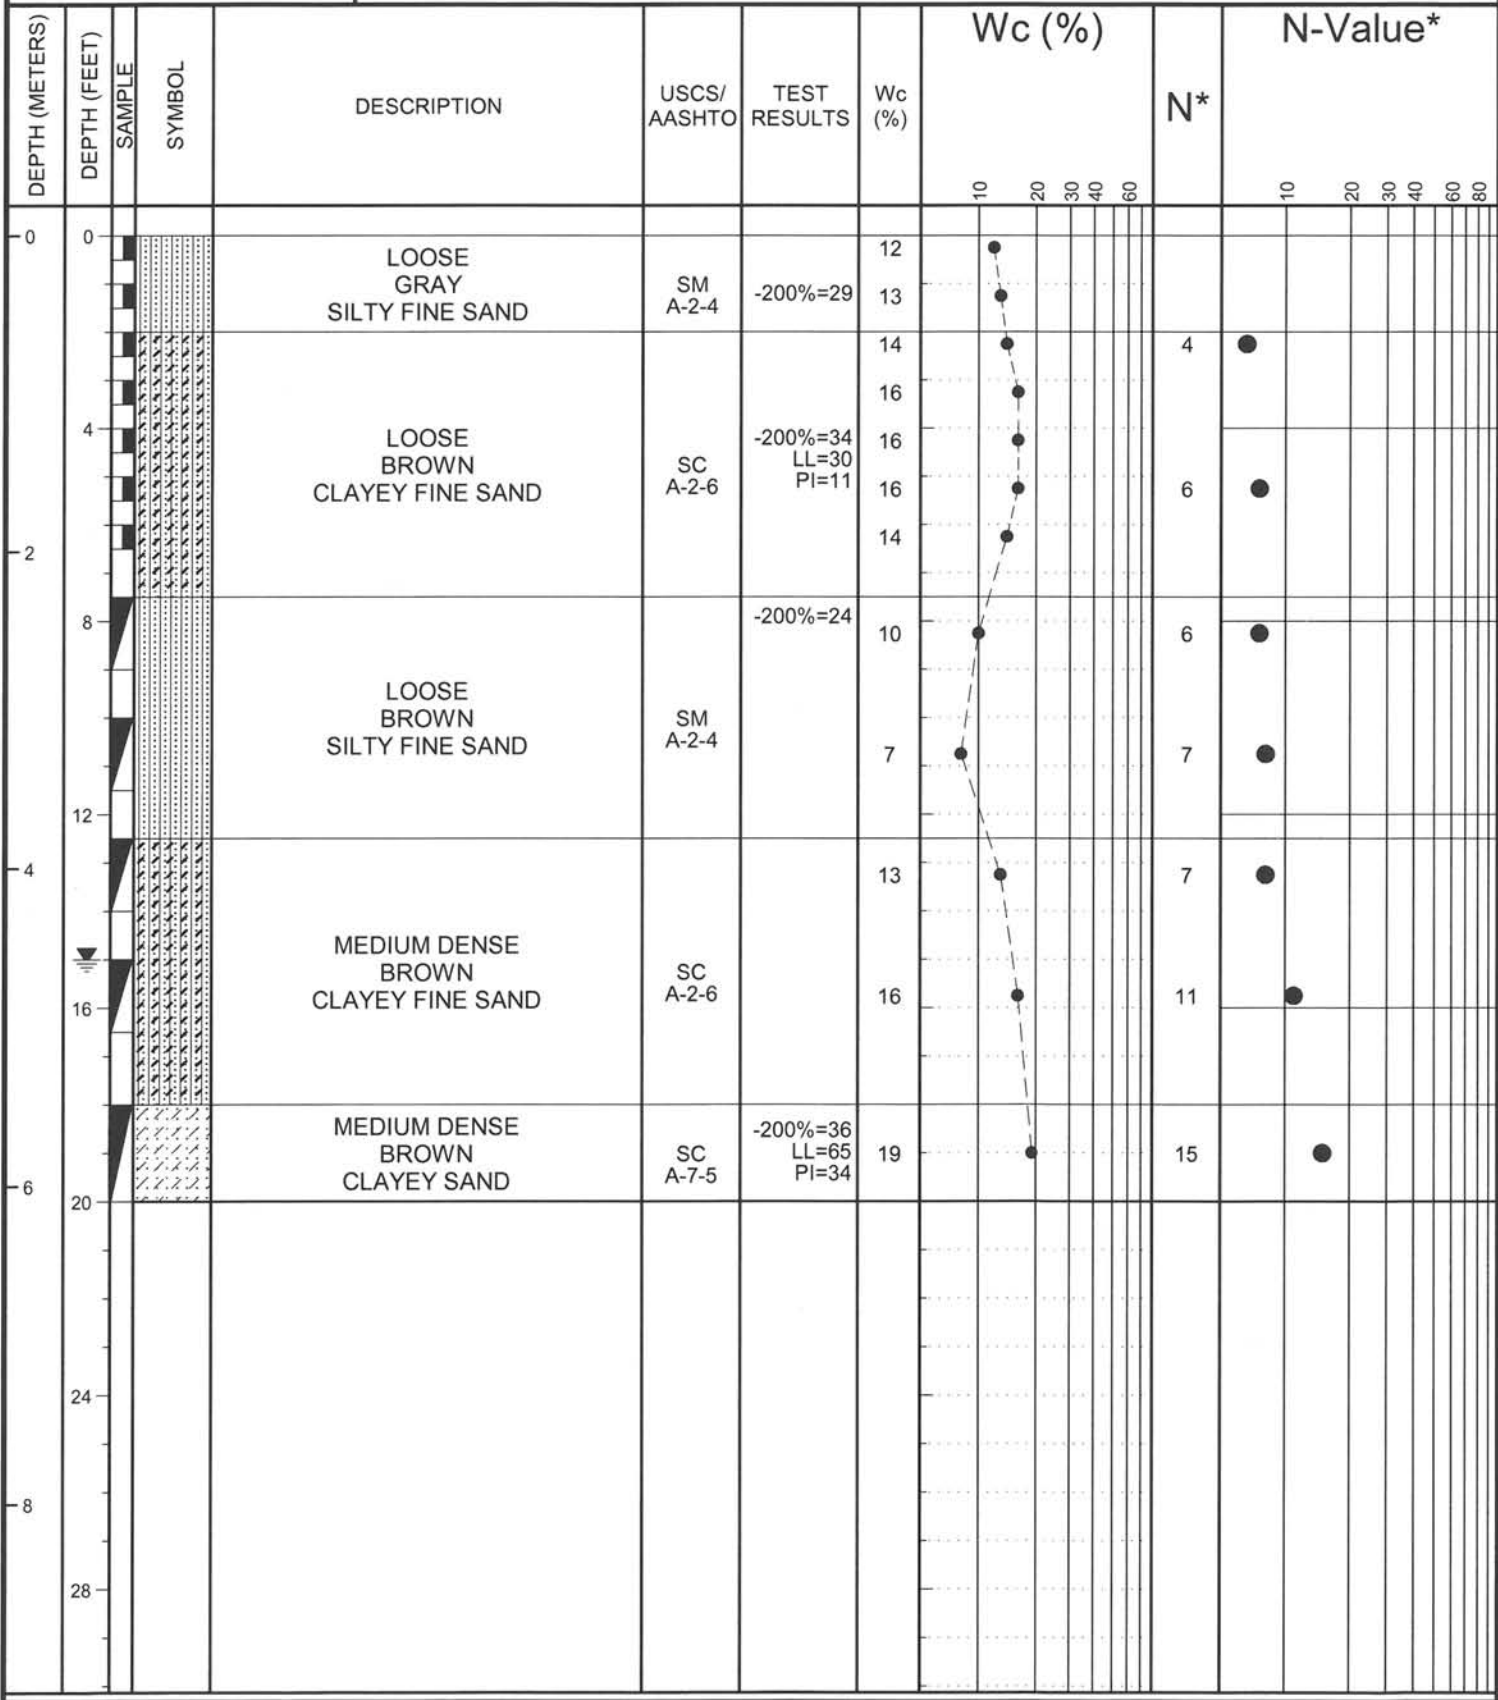 DEPTH (METERS)
DEPTH (FEET)
SAMPLE
SYMBOL
DESCRIPTION
USCS/
AASHTO
TEST
RESULTS
Wc
(%)
Wc (%)
10 20 30 40 60
N*
N-Value*
10 20 30 40 60 80
0
2
4
6
8
0
4
8
12
16
20
24
28
LOOSE
GRAY
SILTY FINE SAND
SM
A-2-4
-200%=29
12
13
LOOSE
BROWN
CLAYEY FINE SAND
SC
A-2-6
-200%=34
LL=30
PI=11
14
16
16
16
14
4
6
LOOSE
BROWN
SILTY FINE SAND
SM
A-2-4
-200%=24
10
7
6
7
MEDIUM DENSE
BROWN
CLAYEY FINE SAND
SC
A-2-6
13
16
7
11
MEDIUM DENSE
BROWN
CLAYEY SAND
SC
A-7-5
-200%=36
LL=65
PI=34
19
15